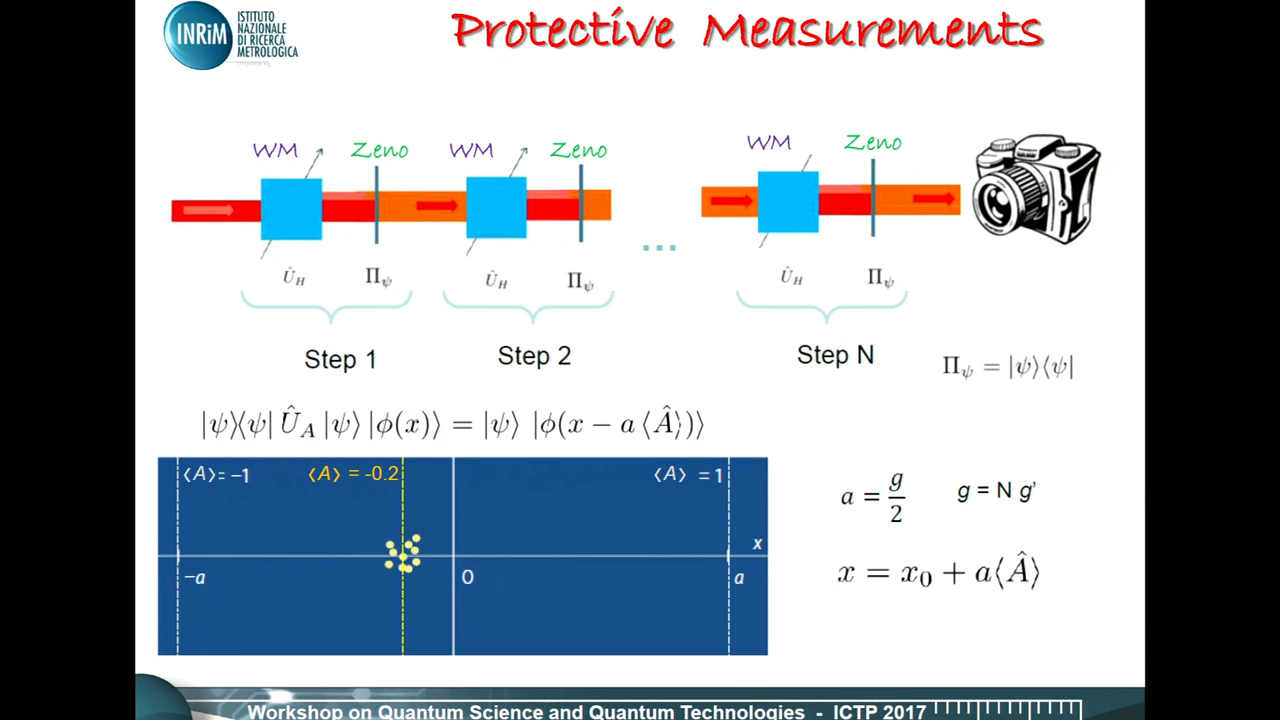 INRiM
ISTITUTO
NAZIONALE
DI RICERCA
METROLOGICA
Protective Measurements
WM Zeno WM Zeno WM Zeno
...
Û_H Π_ψ Û_H Π_ψ Û_H Π_ψ
Step 1 Step 2 Step N
Π_ψ = |ψ⟩⟨ψ|
|ψ⟩⟨ψ| Û_A |ψ⟩ |ϕ(x)⟩ = |ψ⟩ |ϕ(x − a ⟨Â⟩)⟩
⟨A⟩= −1 ⟨A⟩ = -0.2 ⟨A⟩ = 1
x
−a 0 a
a = g/2 g = N g'
x = x₀ + a⟨Â⟩
Workshop on Quantum Science and Quantum Technologies - ICTP 2017